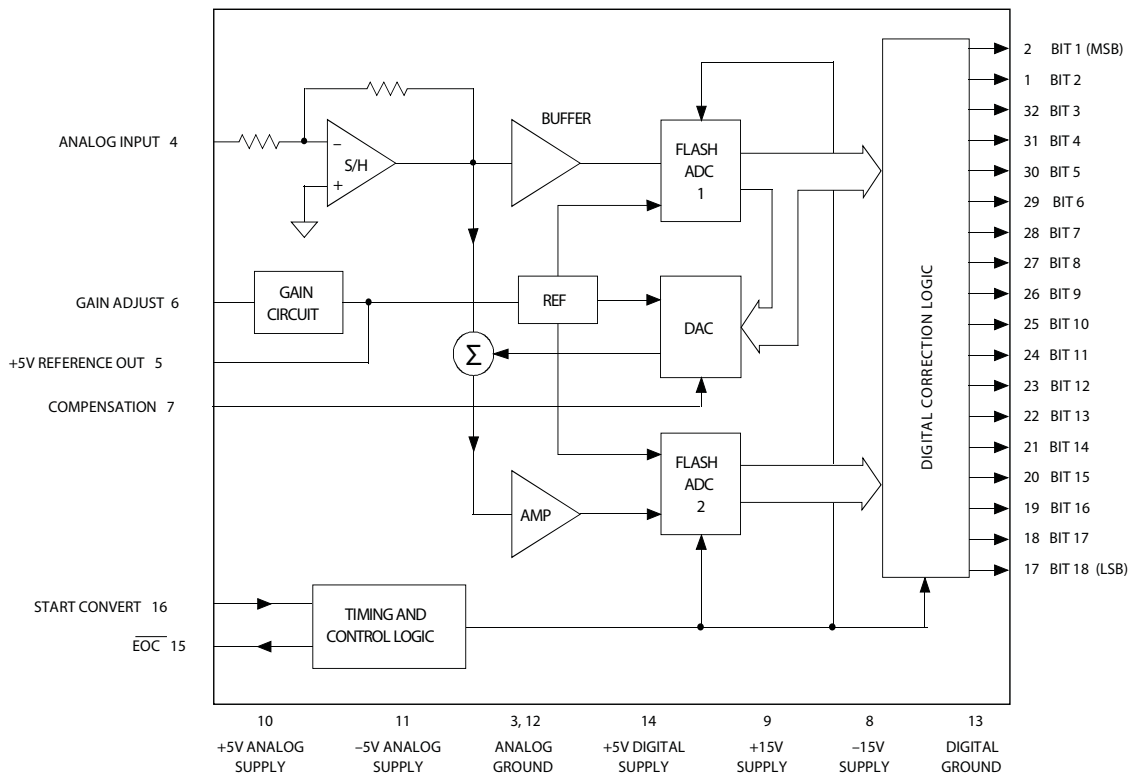 2 BIT 1 (MSB)
1 BIT 2
32 BIT 3
31 BIT 4
30 BIT 5
29 BIT 6
28 BIT 7
27 BIT 8
26 BIT 9
25 BIT 10
24 BIT 11
23 BIT 12
22 BIT 13
21 BIT 14
20 BIT 15
19 BIT 16
18 BIT 17
17 BIT 18 (LSB)
ANALOG INPUT 4
–
S/H
+
BUFFER
FLASH
ADC
1
GAIN ADJUST 6
GAIN
CIRCUIT
REF
DAC
+5V REFERENCE OUT 5
Σ
COMPENSATION 7
AMP
FLASH
ADC
2
DIGITAL CORRECTION LOGIC
START CONVERT 16
EOC 15
TIMING AND
CONTROL LOGIC
10
+5V ANALOG
SUPPLY
11
–5V ANALOG
SUPPLY
3, 12
ANALOG
GROUND
14
+5V DIGITAL
SUPPLY
9
+15V
SUPPLY
8
–15V
SUPPLY
13
DIGITAL
GROUND